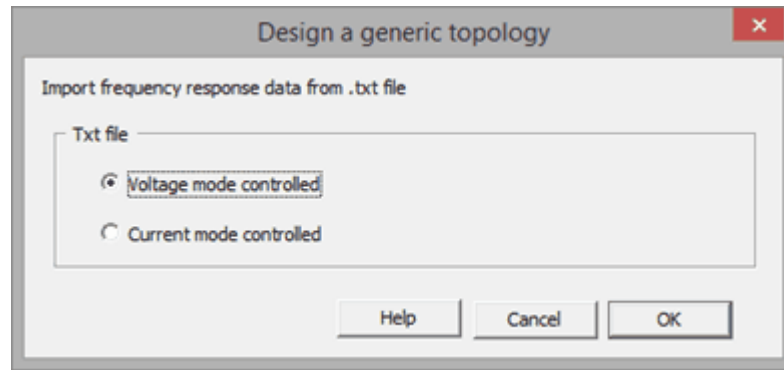 Design a generic topology
Import frequency response data from .txt file
Txt file
Voltage mode controlled
Current mode controlled
Help Cancel OK